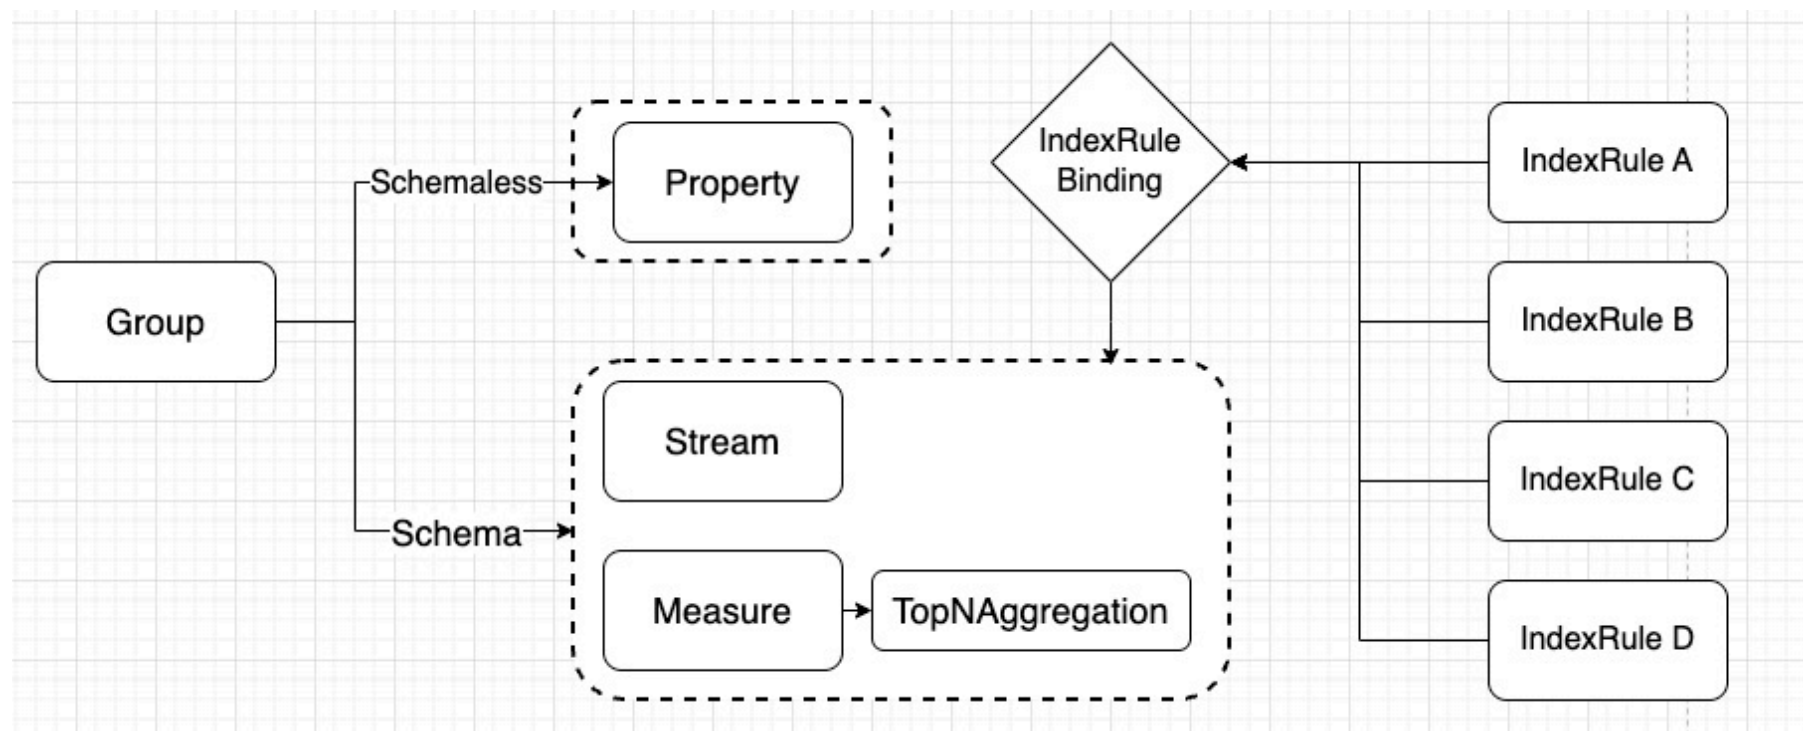 Group
Schemaless
Property
Schema
Stream
Measure
TopNAggregation
IndexRule
Binding
IndexRule A
IndexRule B
IndexRule C
IndexRule D